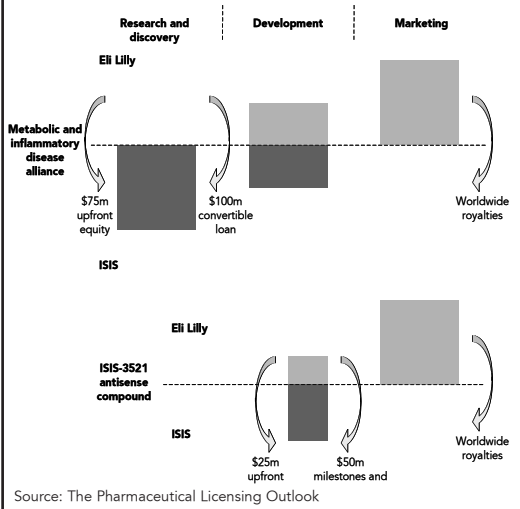 Research and
discovery
Development
Marketing
Eli Lilly
Metabolic and
inflammatory
disease
alliance
$75m
upfront
equity
$100m
convertible
loan
Worldwide
royalties
ISIS
Eli Lilly
ISIS-3521
antisense
compound
ISIS
$25m
upfront
$50m
milestones and
Worldwide
royalties
Source: The Pharmaceutical Licensing Outlook